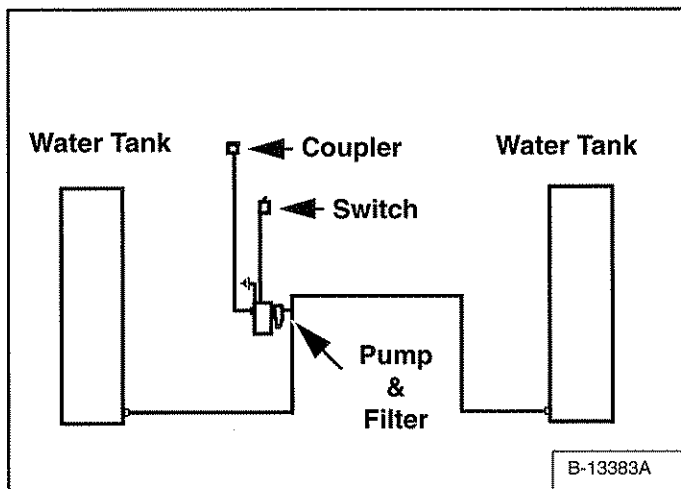 Water Tank
Coupler
Water Tank
Switch
Pump
&
Filter
B-13383A